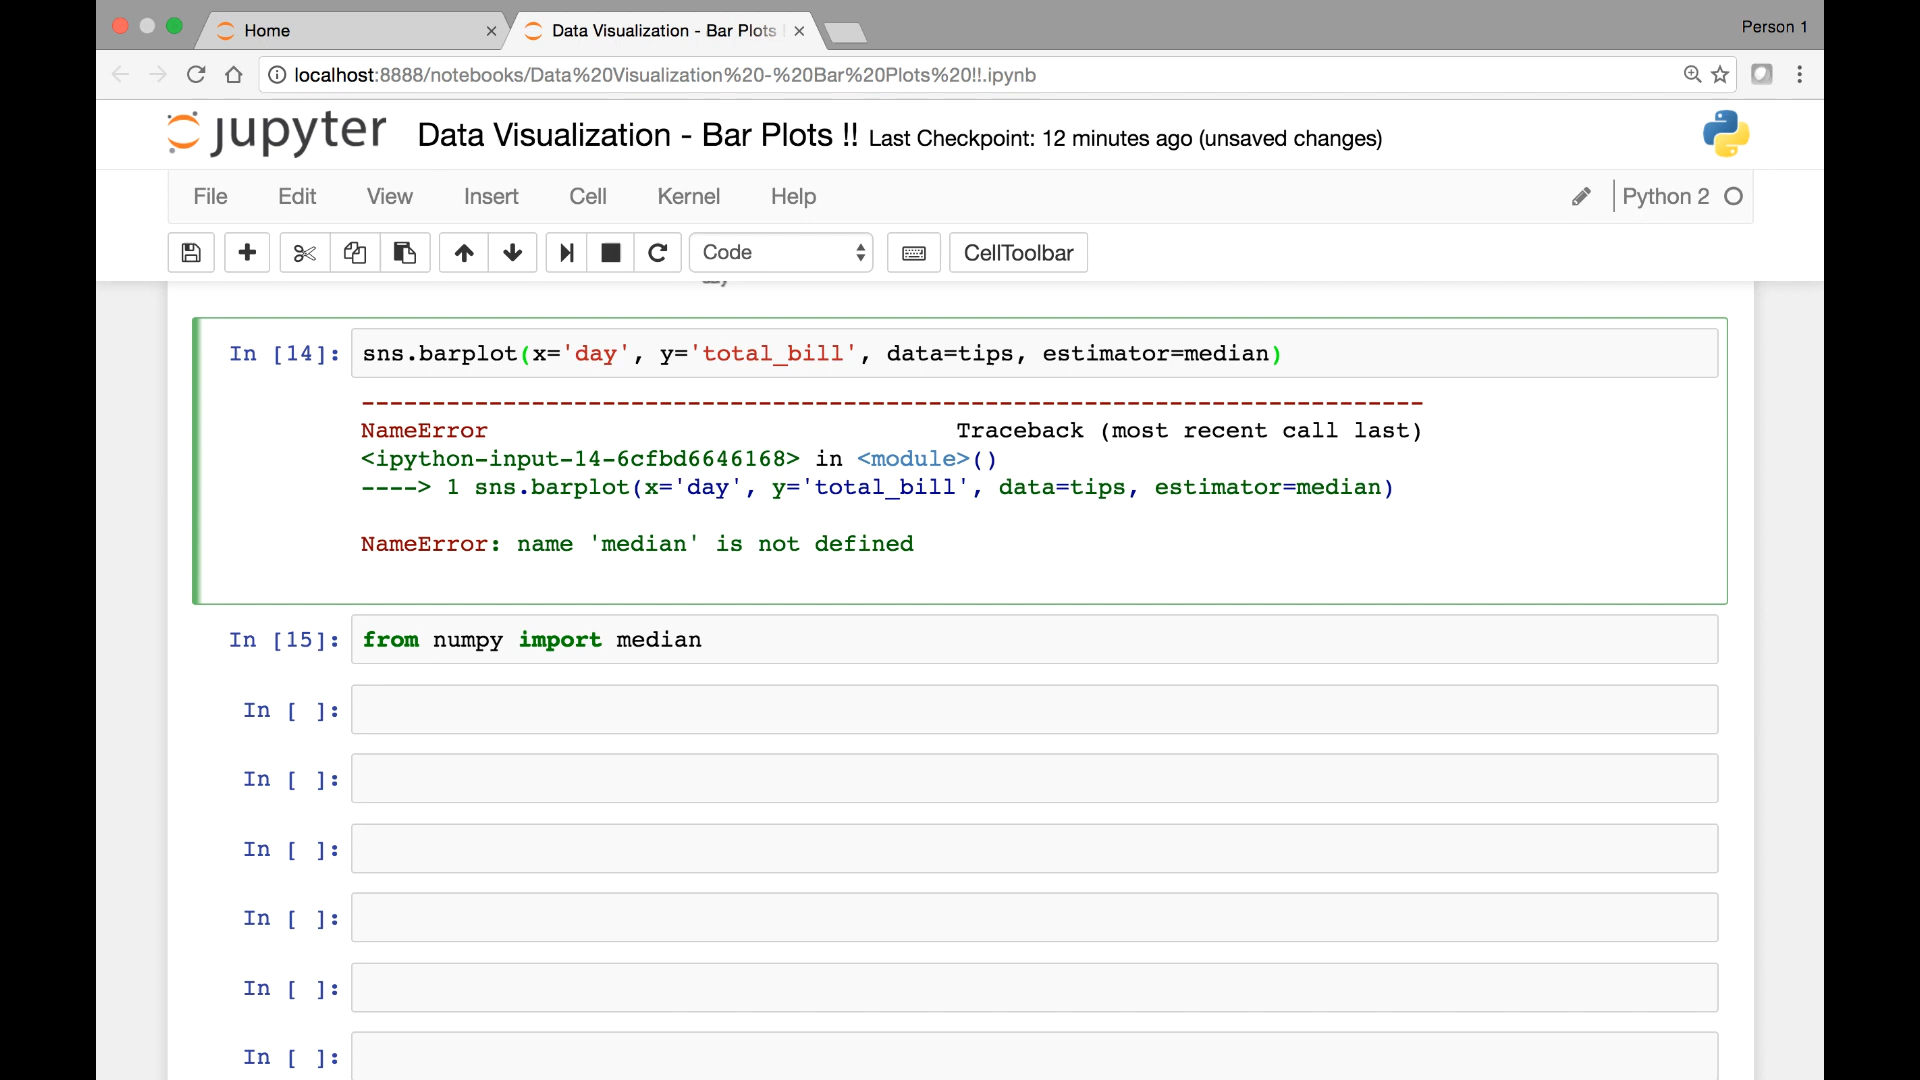 Home
Data Visualization - Bar Plots
Person 1
localhost:8888/notebooks/Data%20Visualization%20-%20Bar%20Plots%20!!.ipynb
jupyter Data Visualization - Bar Plots !! Last Checkpoint: 12 minutes ago (unsaved changes)
File Edit View Insert Cell Kernel Help Python 2
Code CellToolbar
In [14]: sns.barplot(x='day', y='total_bill', data=tips, estimator=median)
---------------------------------------------------------------------------
NameError Traceback (most recent call last)
<ipython-input-14-6cfbd6646168> in <module>()
----> 1 sns.barplot(x='day', y='total_bill', data=tips, estimator=median)
NameError: name 'median' is not defined
In [15]: from numpy import median
In [ ]:
In [ ]:
In [ ]:
In [ ]:
In [ ]:
In [ ]: